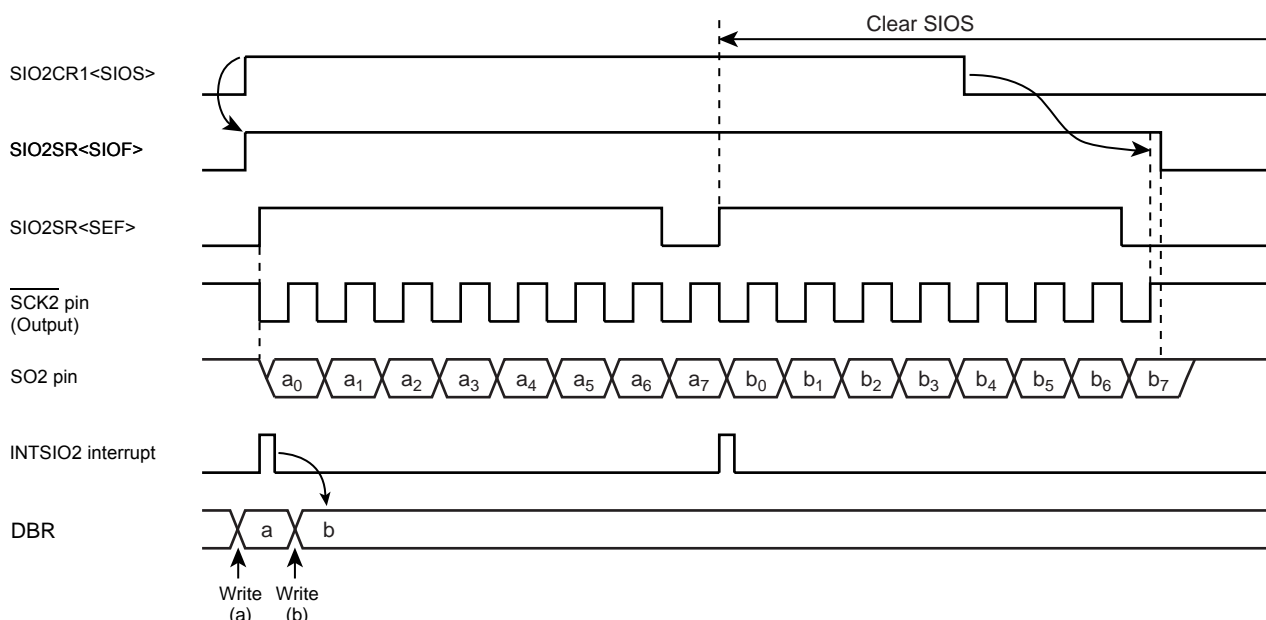 Clear SIOS
SIO2CR1<SIOS>
SIO2SR<SIOF>
SIO2SR<SEF>
SCK2 pin
(Output)
SO2 pin
a0 a1 a2 a3 a4 a5 a6 a7 b0 b1 b2 b3 b4 b5 b6 b7
INTSIO2 interrupt
DBR
a b
Write
(a)
Write
(b)